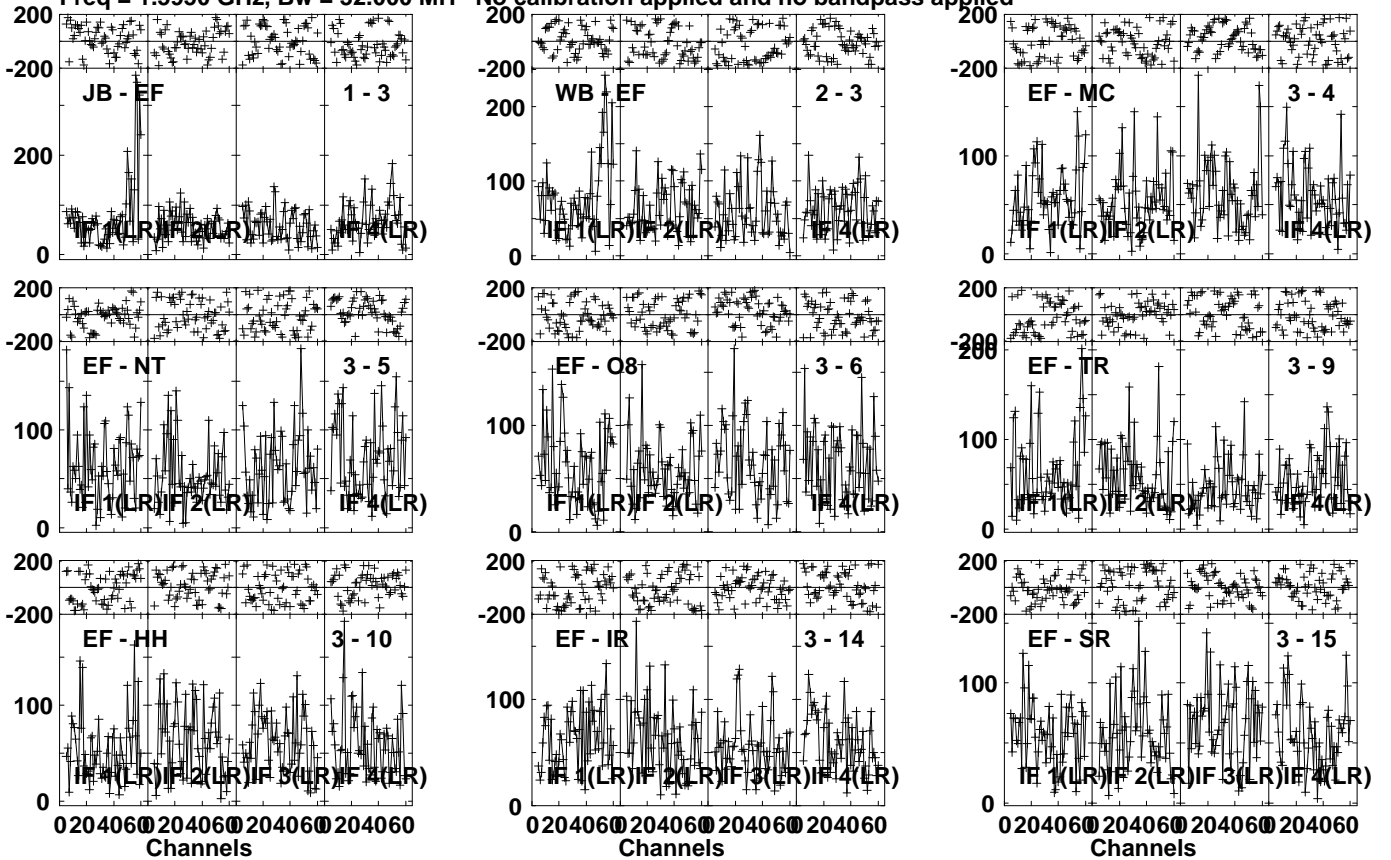 Freq = 1.5950 GHz, Bw = 32.000 MH No calibration applied and no bandpass applied
200
-200
JB - EF 1 - 3
200
0
IF 1(LR) IF 2(LR) IF 4(LR)
200
-200
WB - EF 2 - 3
200
100
0
IF 1(LR) IF 2(LR) IF 4(LR)
200
-200
EF - MC 3 - 4
100
0
IF 1(LR) IF 2(LR) IF 4(LR)
200
-200
EF - NT 3 - 5
100
0
IF 1(LR) IF 2(LR) IF 4(LR)
200
-200
EF - O8 3 - 6
100
0
IF 1(LR) IF 2(LR) IF 4(LR)
200
-200
200
EF - TR 3 - 9
100
0
IF 1(LR) IF 2(LR) IF 4(LR)
200
-200
EF - HH 3 - 10
100
0
IF 1(LR) IF 2(LR) IF 3(LR) IF 4(LR)
0 20 40 60 0 20 40 60 0 20 40 60 0 20 40 60
Channels
200
-200
EF - IR 3 - 14
100
0
IF 1(LR) IF 2(LR) IF 3(LR) IF 4(LR)
0 20 40 60 0 20 40 60 0 20 40 60 0 20 40 60
Channels
200
-200
EF - SR 3 - 15
100
0
IF 1(LR) IF 2(LR) IF 3(LR) IF 4(LR)
0 20 40 60 0 20 40 60 0 20 40 60 0 20 40 60
Channels